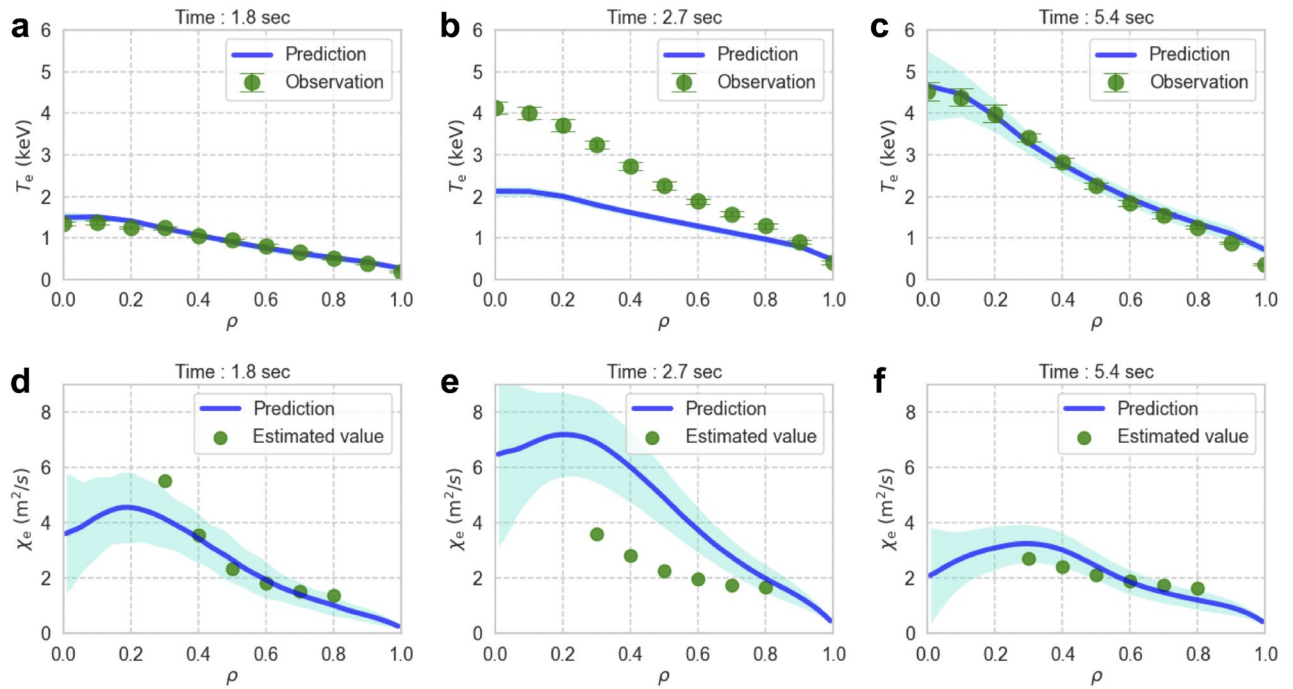 a
Time : 1.8 sec
6
5
4
3
2
1
0
Tₑ (keV)
Prediction
Observation
0.0 0.2 0.4 0.6 0.8 1.0
ρ
b
Time : 2.7 sec
6
5
4
3
2
1
0
Tₑ (keV)
Prediction
Observation
0.0 0.2 0.4 0.6 0.8 1.0
ρ
c
Time : 5.4 sec
6
5
4
3
2
1
0
Tₑ (keV)
Prediction
Observation
0.0 0.2 0.4 0.6 0.8 1.0
ρ
d
Time : 1.8 sec
8
6
4
2
0
χₑ (m²/s)
Prediction
Estimated value
0.0 0.2 0.4 0.6 0.8 1.0
ρ
e
Time : 2.7 sec
8
6
4
2
0
χₑ (m²/s)
Prediction
Estimated value
0.0 0.2 0.4 0.6 0.8 1.0
ρ
f
Time : 5.4 sec
8
6
4
2
0
χₑ (m²/s)
Prediction
Estimated value
0.0 0.2 0.4 0.6 0.8 1.0
ρ